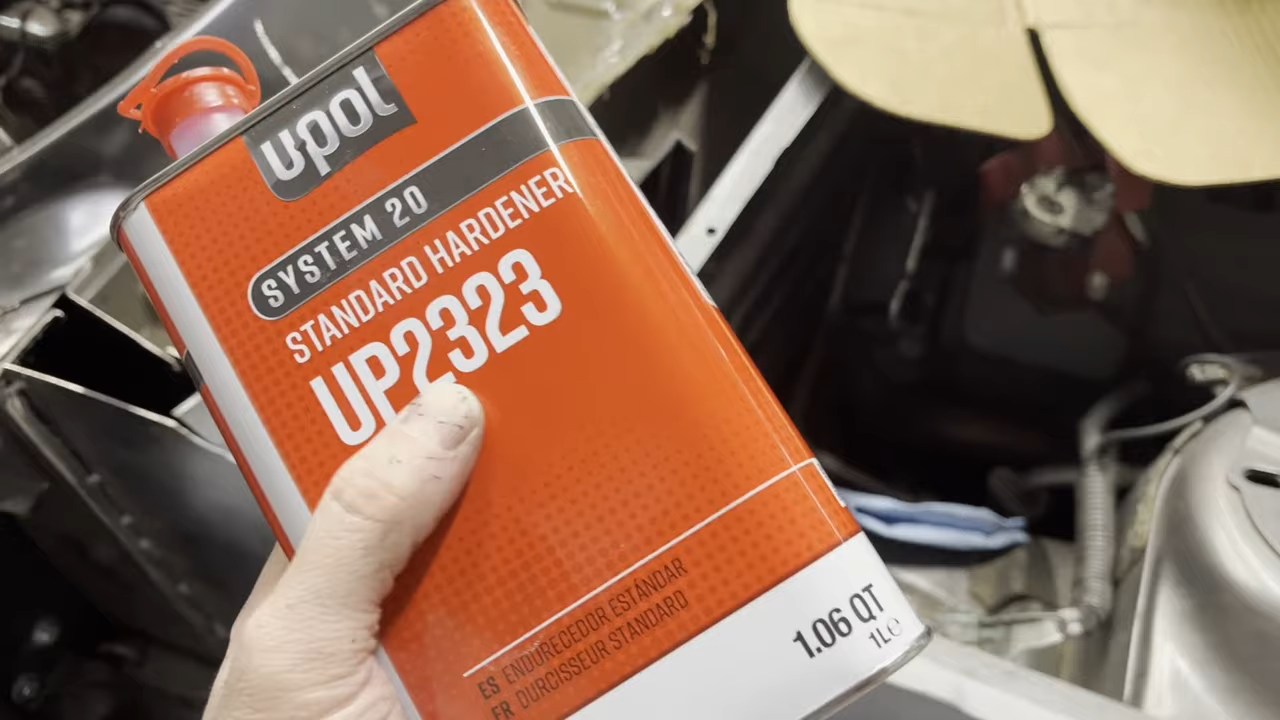 upol
SYSTEM 20
STANDARD HARDENER
UP2323
ES ENDURECEDOR ESTÁNDAR
FR DURCISSEUR STANDARD
1.06 QT
1L℮